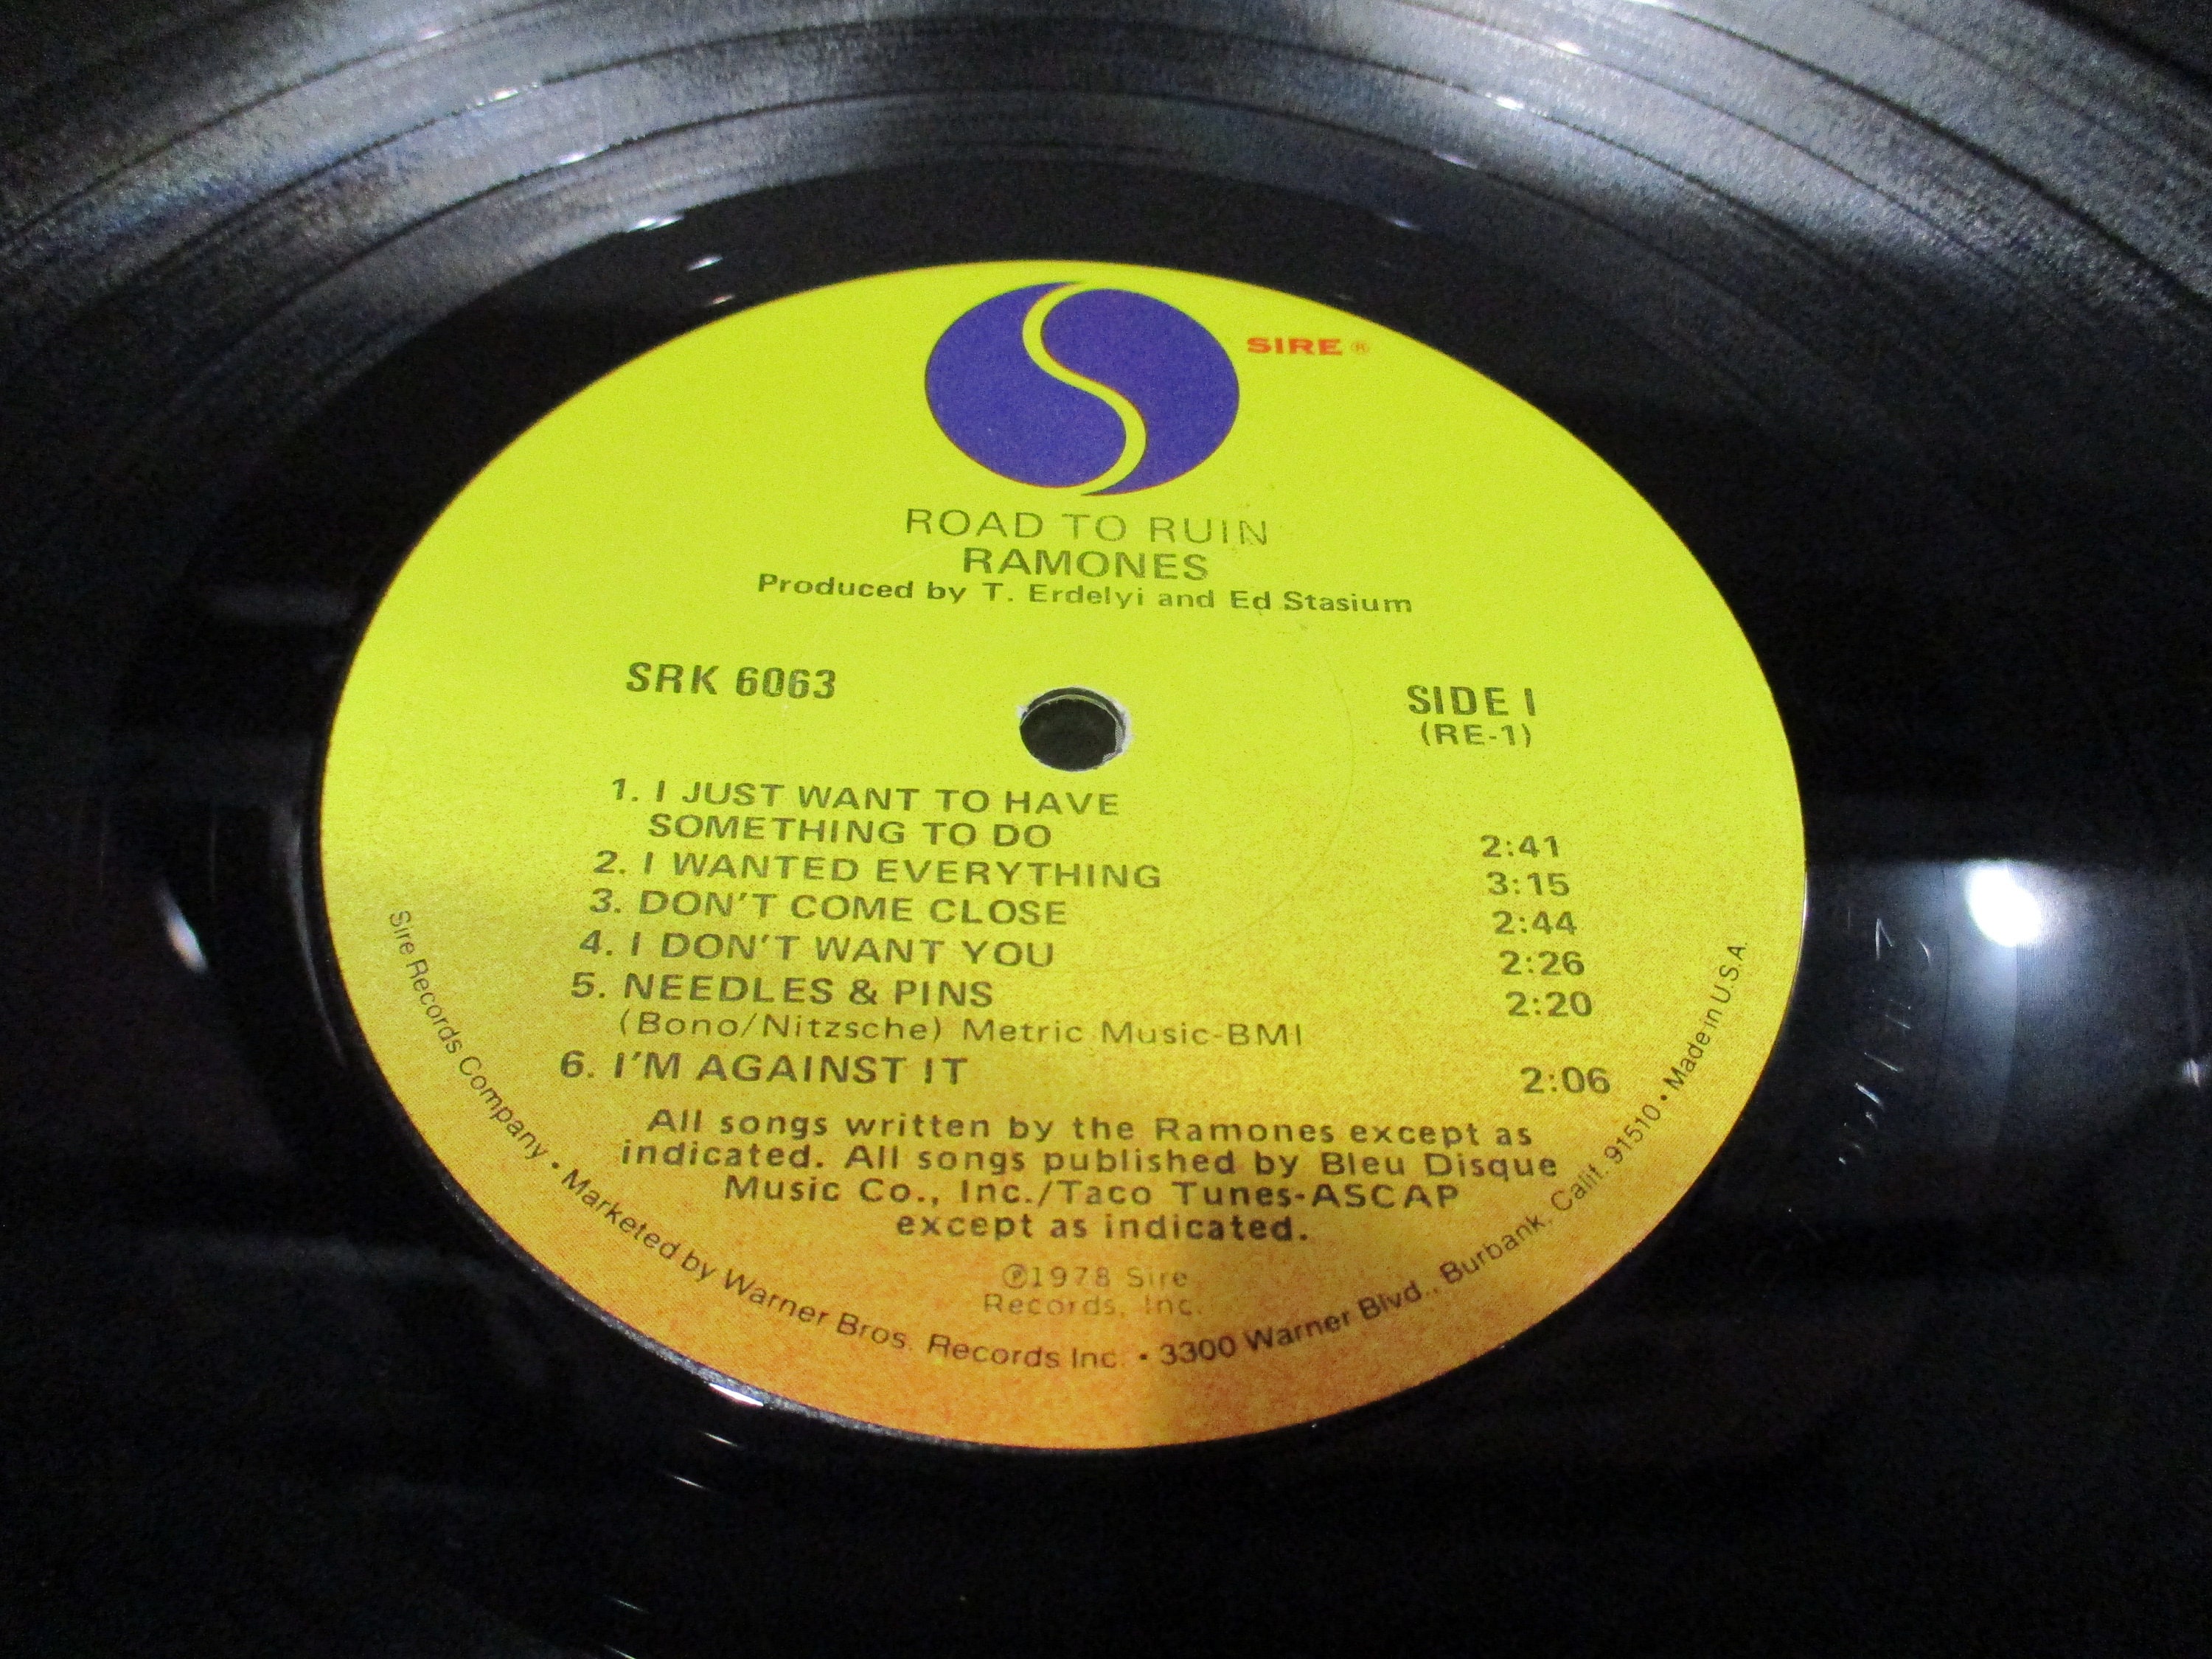 SIRE ®
ROAD TO RUIN
RAMONES
Produced by T. Erdelyi and Ed Stasium
SRK 6063
SIDE I
(RE-1)
1. I JUST WANT TO HAVE
SOMETHING TO DO 2:41
2. I WANTED EVERYTHING 3:15
3. DON'T COME CLOSE 2:44
4. I DON'T WANT YOU 2:26
5. NEEDLES & PINS 2:20
(Bono/Nitzsche) Metric Music-BMI
6. I'M AGAINST IT 2:06
All songs written by the Ramones except as
indicated. All songs published by Bleu Disque
Music Co., Inc./Taco Tunes-ASCAP
except as indicated.
℗1978 Sire
Records, Inc.
Sire Records Company • Marketed by Warner Bros. Records Inc. • 3300 Warner Blvd., Burbank, Calif. 91510 • Made in U.S.A.